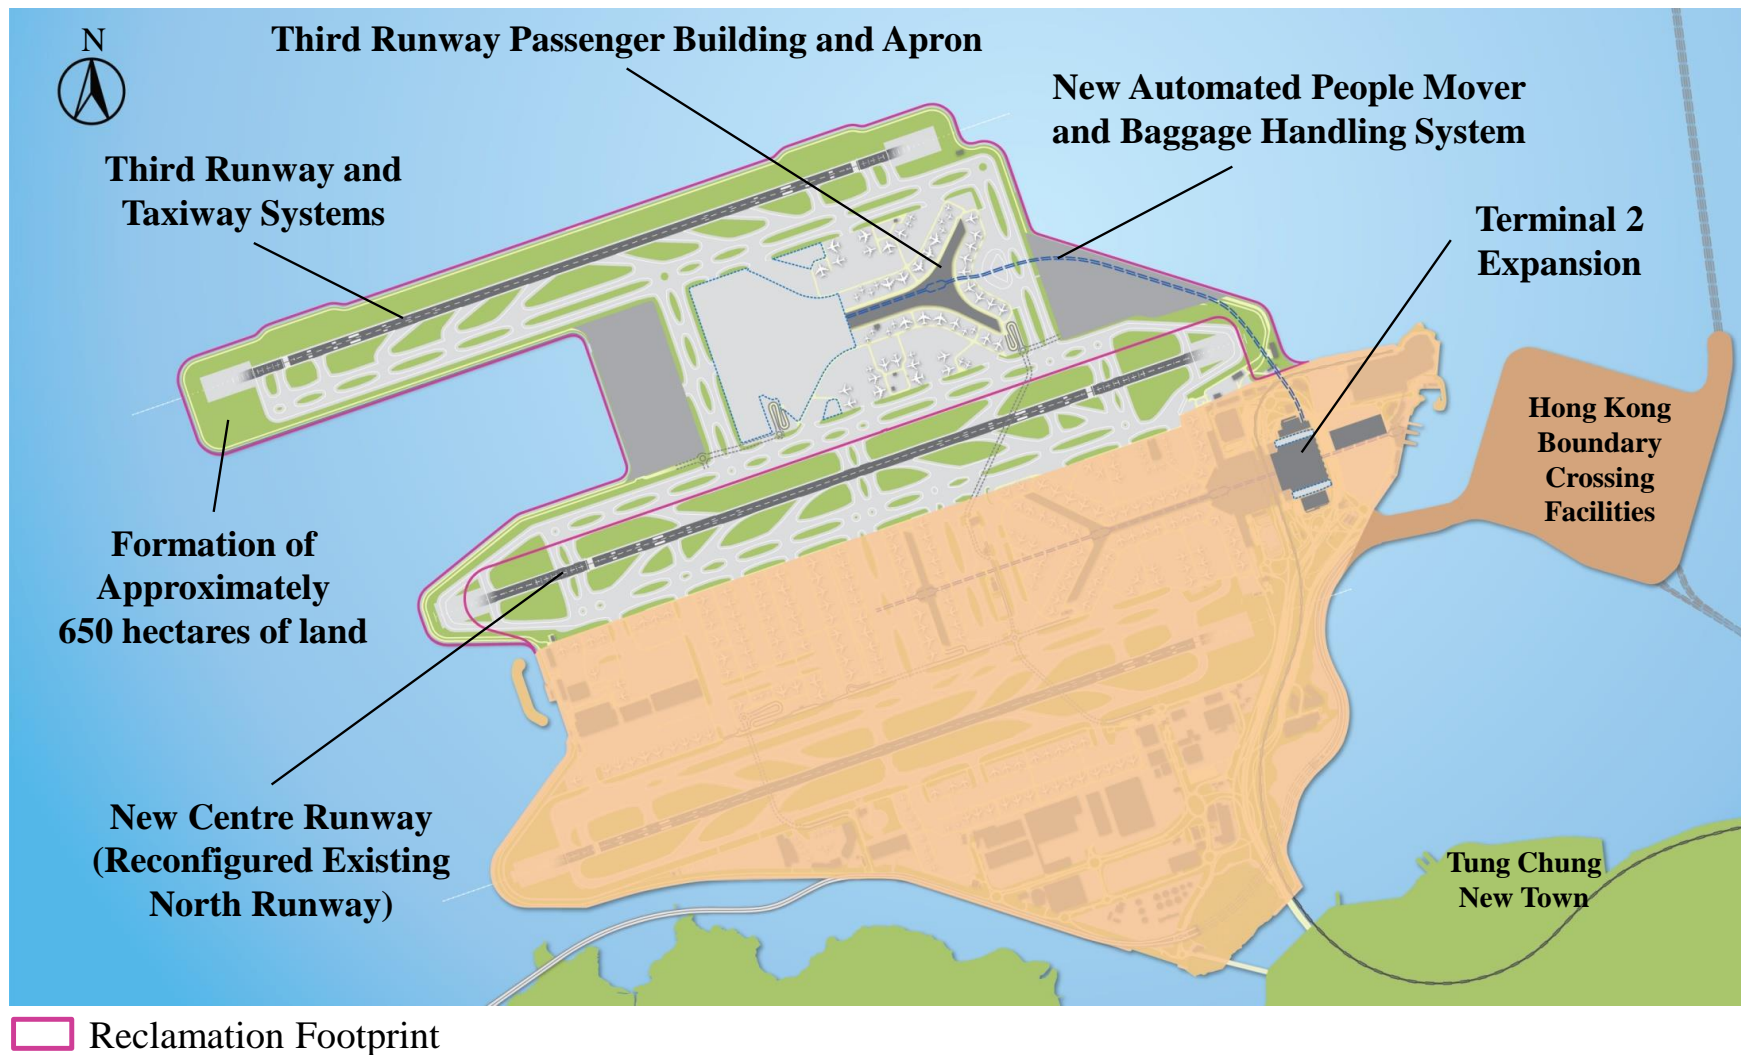 N
Third Runway Passenger Building and Apron
New Automated People Mover
and Baggage Handling System
Third Runway and
Taxiway Systems
Terminal 2
Expansion
Hong Kong
Boundary
Crossing
Facilities
Formation of
Approximately
650 hectares of land
New Centre Runway
(Reconfigured Existing
North Runway)
Tung Chung
New Town
Reclamation Footprint